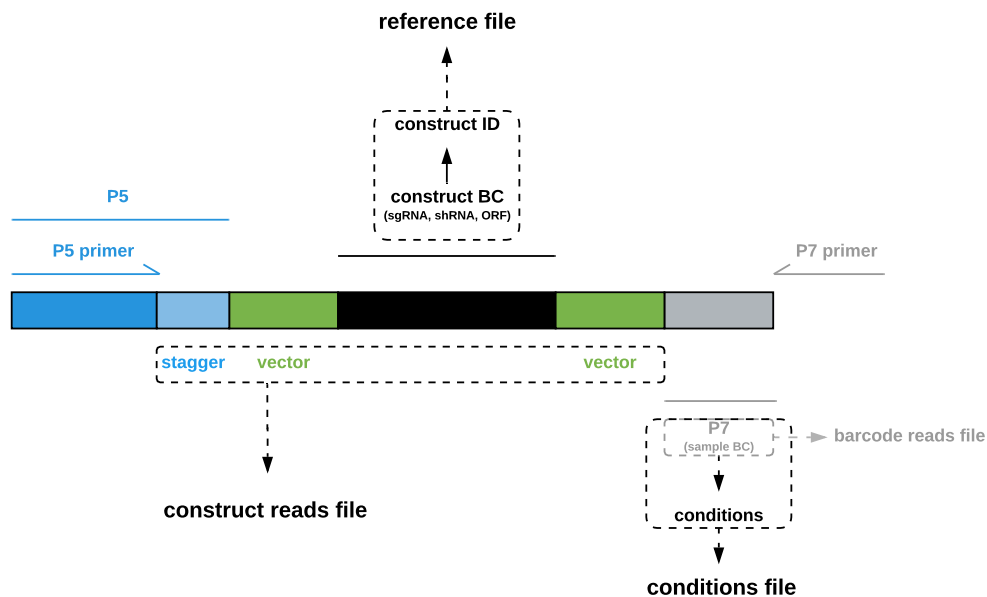 reference file
construct ID
construct BC
(sgRNA, shRNA, ORF)
P5
P5 primer
P7 primer
stagger
vector
vector
P7
(sample BC)
barcode reads file
construct reads file
conditions
conditions file